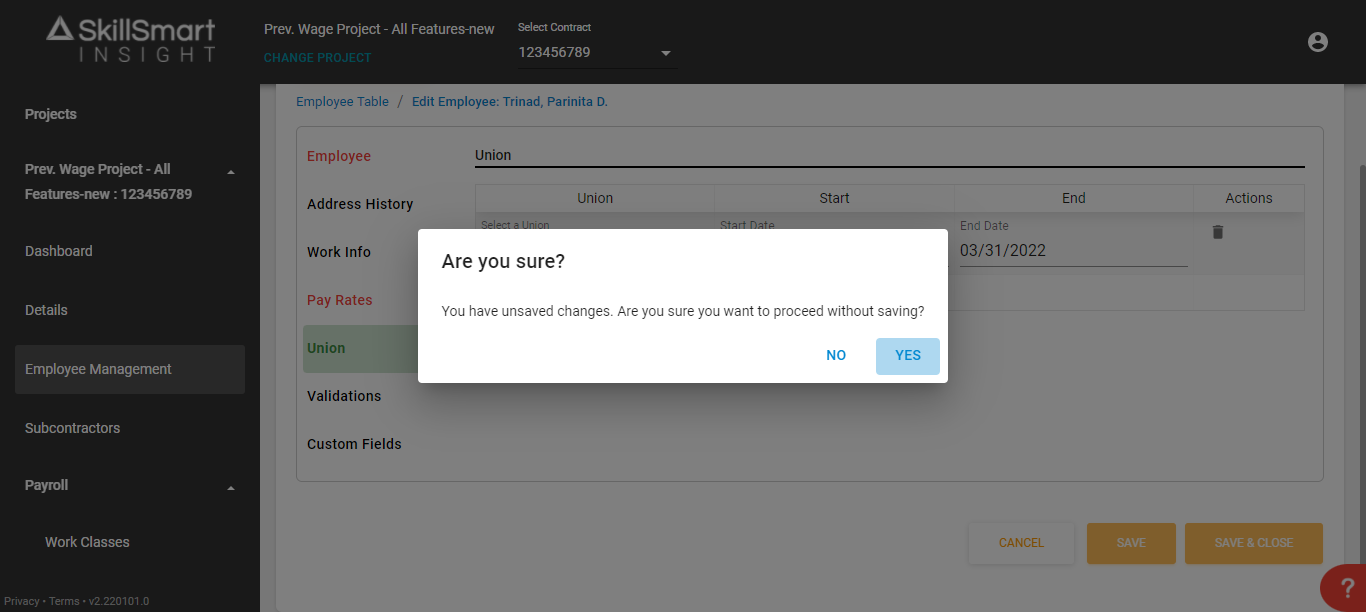 SkillSmart
INSIGHT
Prev. Wage Project - All Features-new
CHANGE PROJECT
Select Contract
123456789
Projects
Prev. Wage Project - All
Features-new : 123456789
Dashboard
Details
Employee Management
Subcontractors
Payroll
Work Classes
Privacy • Terms • v2.220101.0
Employee Table / Edit Employee: Trinad, Parinita D.
Employee
Address History
Work Info
Pay Rates
Union
Validations
Custom Fields
Union
Union Start End Actions
Select a Union Start Date End Date
03/31/2022
Are you sure?
You have unsaved changes. Are you sure you want to proceed without saving?
NO YES
CANCEL SAVE SAVE & CLOSE
?